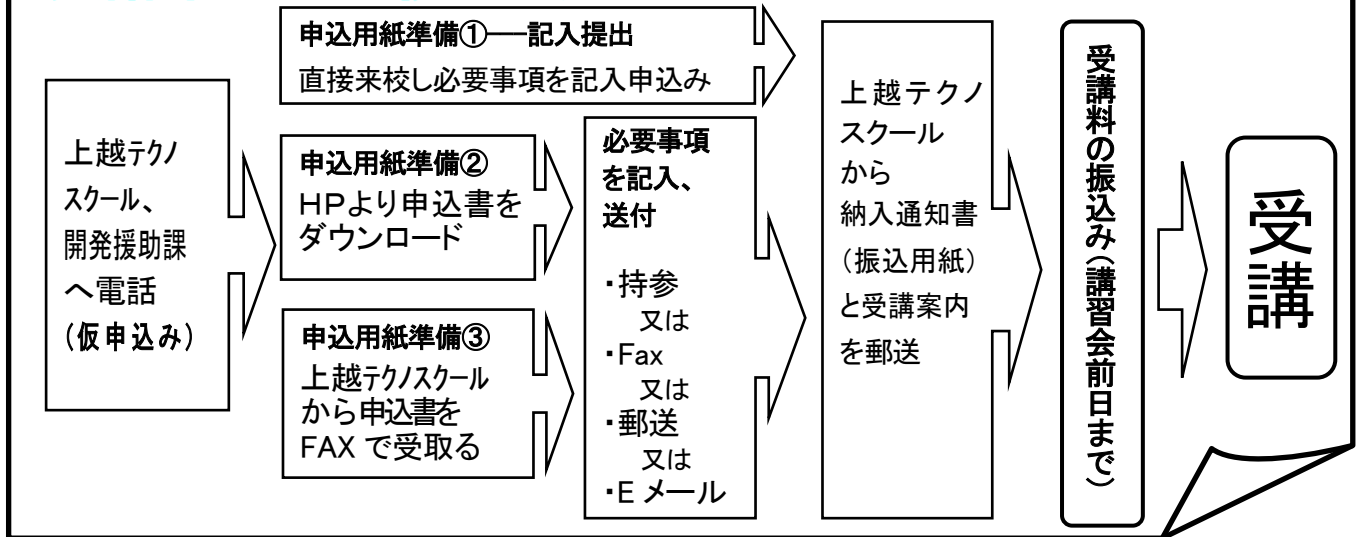 上越テクノ
スクール、
開発援助課
へ電話
(仮申込み)
申込用紙準備①──記入提出
直接来校し必要事項を記入申込み
申込用紙準備②
HPより申込書を
ダウンロード
申込用紙準備③
上越テクノスクール
から申込書を
FAXで受取る
必要事項
を記入、
送付
・持参
又は
・Fax
又は
・郵送
又は
・Eメール
上越テクノ
スクール
から
納入通知書
(振込用紙)
と受講案内
を郵送
受講料の振込み(講習会前日まで)
受講